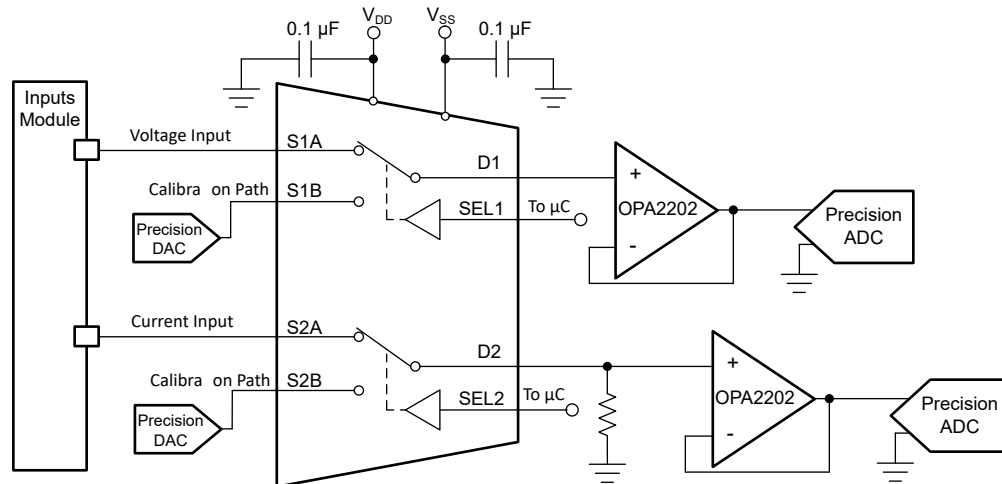 V_DD
V_SS
0.1 µF
0.1 µF
Inputs
Module
Voltage Input
S1A
D1
Calibra on Path
S1B
SEL1
To µC
Precision
DAC
+
OPA2202
-
Precision
ADC
Current Input
S2A
D2
Calibra on Path
S2B
SEL2
To µC
Precision
DAC
+
OPA2202
-
Precision
ADC